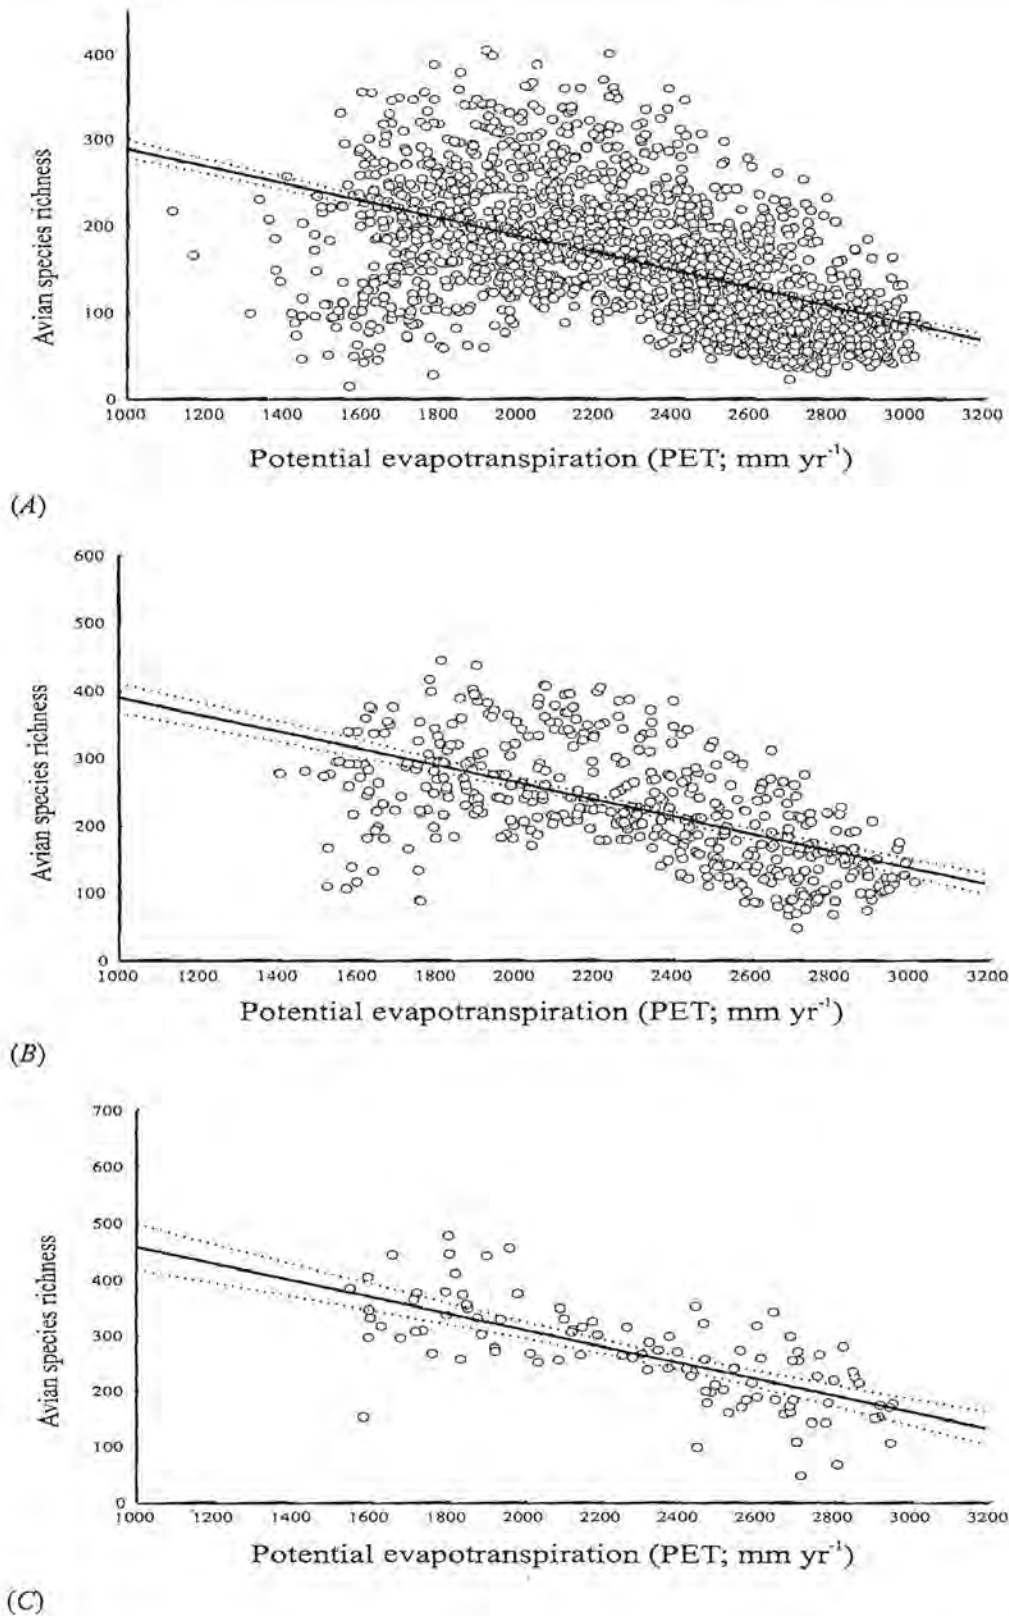 400
300
200
100
0
Avian species richness
1000 1200 1400 1600 1800 2000 2200 2400 2600 2800 3000 3200
Potential evapotranspiration (PET; mm yr⁻¹)
(A)
600
500
400
300
200
100
0
Avian species richness
1000 1200 1400 1600 1800 2000 2200 2400 2600 2800 3000 3200
Potential evapotranspiration (PET; mm yr⁻¹)
(B)
700
600
500
400
300
200
100
0
Avian species richness
1000 1200 1400 1600 1800 2000 2200 2400 2600 2800 3000 3200
Potential evapotranspiration (PET; mm yr⁻¹)
(C)